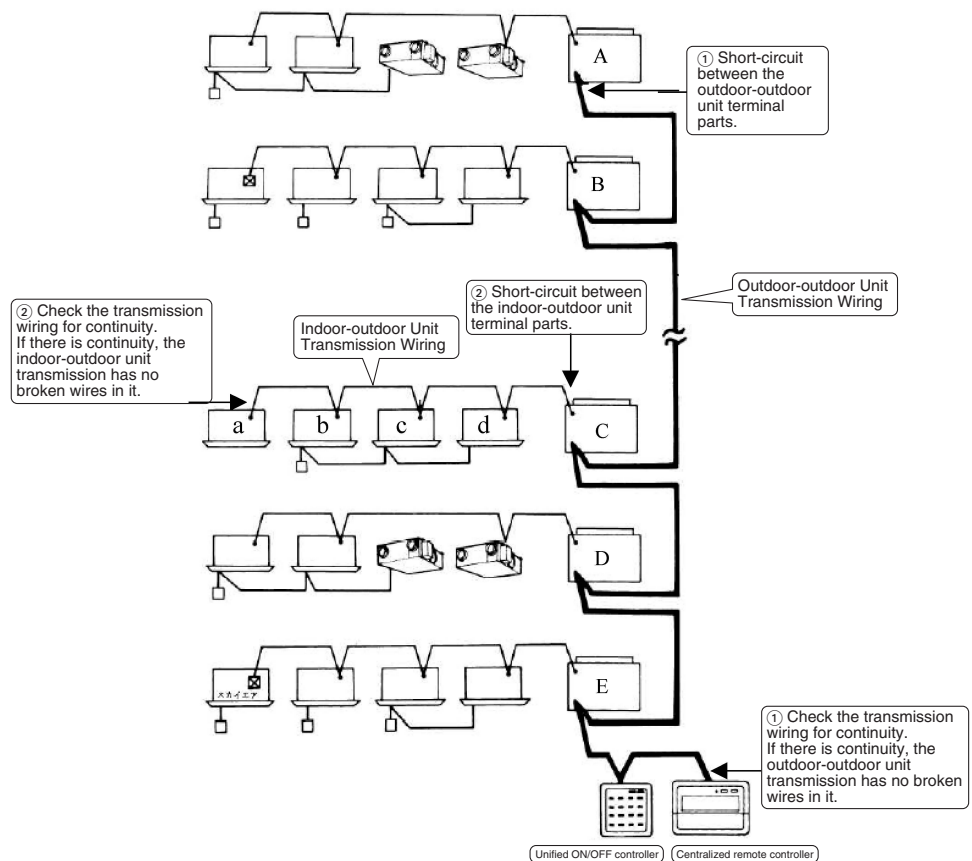 A
① Short-circuit
between the
outdoor-outdoor
unit terminal
parts.
B
Outdoor-outdoor Unit
Transmission Wiring
② Short-circuit between
the indoor-outdoor unit
terminal parts.
② Check the transmission
wiring for continuity.
If there is continuity, the
indoor-outdoor unit
transmission has no
broken wires in it.
Indoor-outdoor Unit
Transmission Wiring
a
b
c
d
C
D
E
スカイエア
① Check the transmission
wiring for continuity.
If there is continuity, the
outdoor-outdoor unit
transmission has no broken
wires in it.
Unified ON/OFF controller
Centralized remote controller